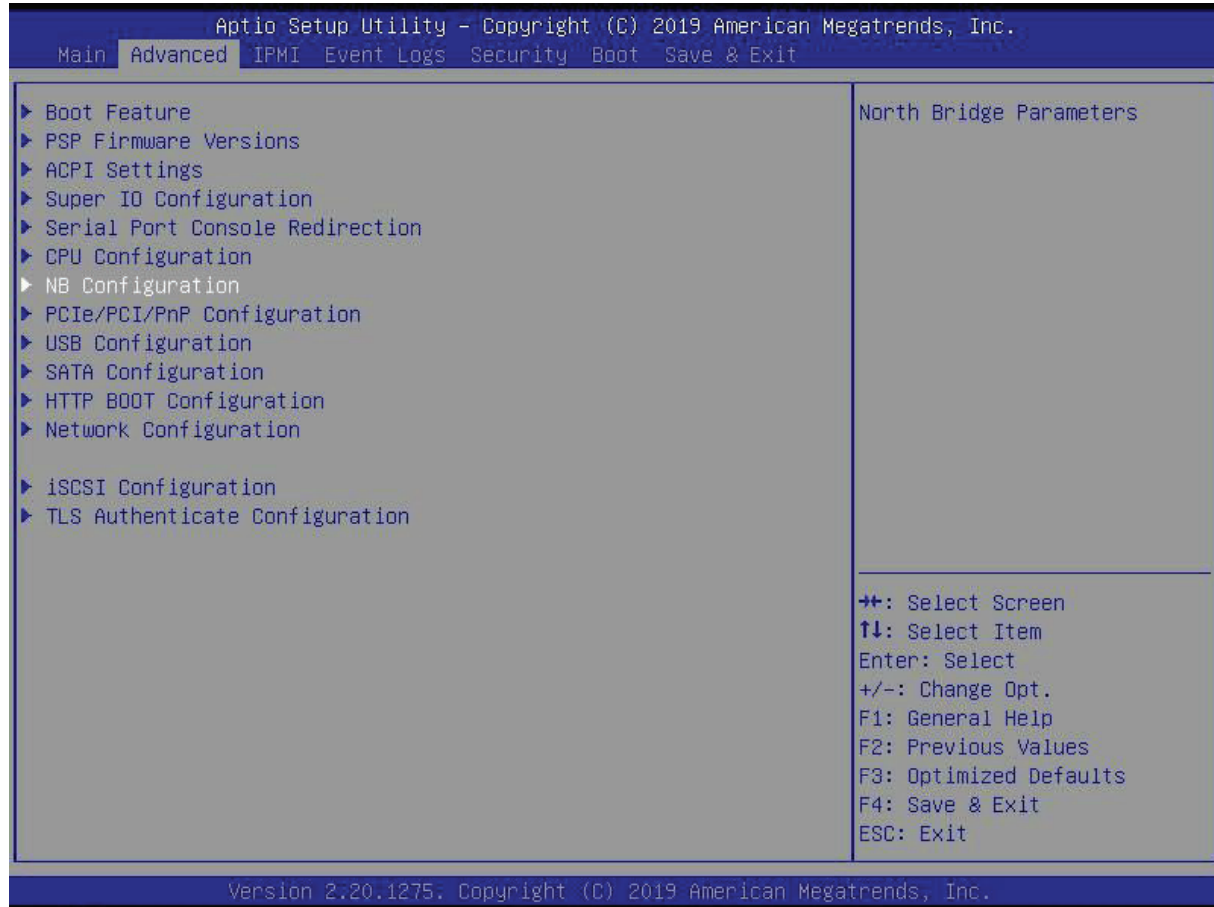 Aptio Setup Utility – Copyright (C) 2019 American Megatrends, Inc.
Main Advanced IPMI Event Logs Security Boot Save & Exit
Boot Feature
PSP Firmware Versions
ACPI Settings
Super IO Configuration
Serial Port Console Redirection
CPU Configuration
NB Configuration
PCIe/PCI/PnP Configuration
USB Configuration
SATA Configuration
HTTP BOOT Configuration
Network Configuration
iSCSI Configuration
TLS Authenticate Configuration
North Bridge Parameters
→←: Select Screen
↑↓: Select Item
Enter: Select
+/-: Change Opt.
F1: General Help
F2: Previous Values
F3: Optimized Defaults
F4: Save & Exit
ESC: Exit
Version 2.20.1275. Copyright (C) 2019 American Megatrends, Inc.